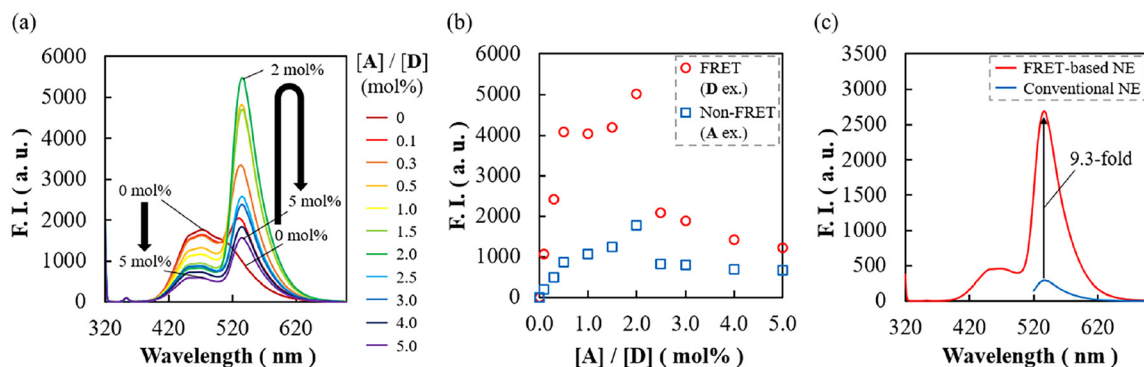 (a)
F. I. ( a. u. )
6000
5000
4000
3000
2000
1000
0
320
420
520
620
Wavelength ( nm )
2 mol%
0 mol%
5 mol%
5 mol%
0 mol%
[A] / [D]
(mol%)
0
0.1
0.3
0.5
1.0
1.5
2.0
2.5
3.0
4.0
5.0
(b)
F. I. ( a. u. )
6000
5000
4000
3000
2000
1000
0
0.0
1.0
2.0
3.0
4.0
5.0
[A] / [D] ( mol% )
FRET
(D ex.)
Non-FRET
(A ex.)
(c)
F. I. ( a. u. )
3500
3000
2500
2000
1500
1000
500
0
320
420
520
620
Wavelength ( nm )
FRET-based NE
Conventional NE
9.3-fold